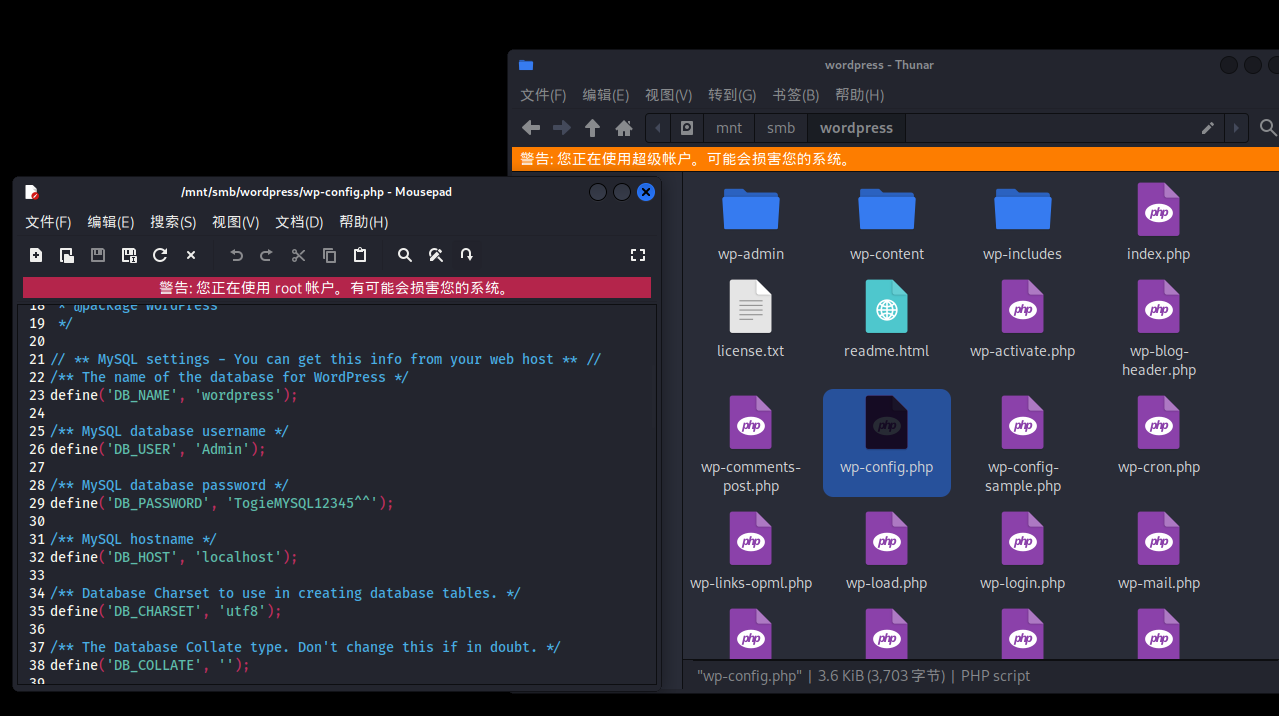 wordpress - Thunar
文件(F) 编辑(E) 视图(V) 转到(G) 书签(B) 帮助(H)
mnt smb wordpress
警告: 您正在使用超级帐户。可能会损害您的系统。
wp-admin wp-content wp-includes index.php
license.txt readme.html wp-activate.php wp-blog-
header.php
wp-comments- wp-config.php wp-config- wp-cron.php
post.php sample.php
wp-links-opml.php wp-load.php wp-login.php wp-mail.php
"wp-config.php" | 3.6 KiB (3,703 字节) | PHP script
/mnt/smb/wordpress/wp-config.php - Mousepad
文件(F) 编辑(E) 搜索(S) 视图(V) 文档(D) 帮助(H)
警告: 您正在使用 root 帐户。有可能会损害您的系统。
18 * @package WordPress
19 */
20
21 // ** MySQL settings - You can get this info from your web host ** //
22 /** The name of the database for WordPress */
23 define('DB_NAME', 'wordpress');
24
25 /** MySQL database username */
26 define('DB_USER', 'Admin');
27
28 /** MySQL database password */
29 define('DB_PASSWORD', 'TogieMYSQL12345^^');
30
31 /** MySQL hostname */
32 define('DB_HOST', 'localhost');
33
34 /** Database Charset to use in creating database tables. */
35 define('DB_CHARSET', 'utf8');
36
37 /** The Database Collate type. Don't change this if in doubt. */
38 define('DB_COLLATE', '');
39